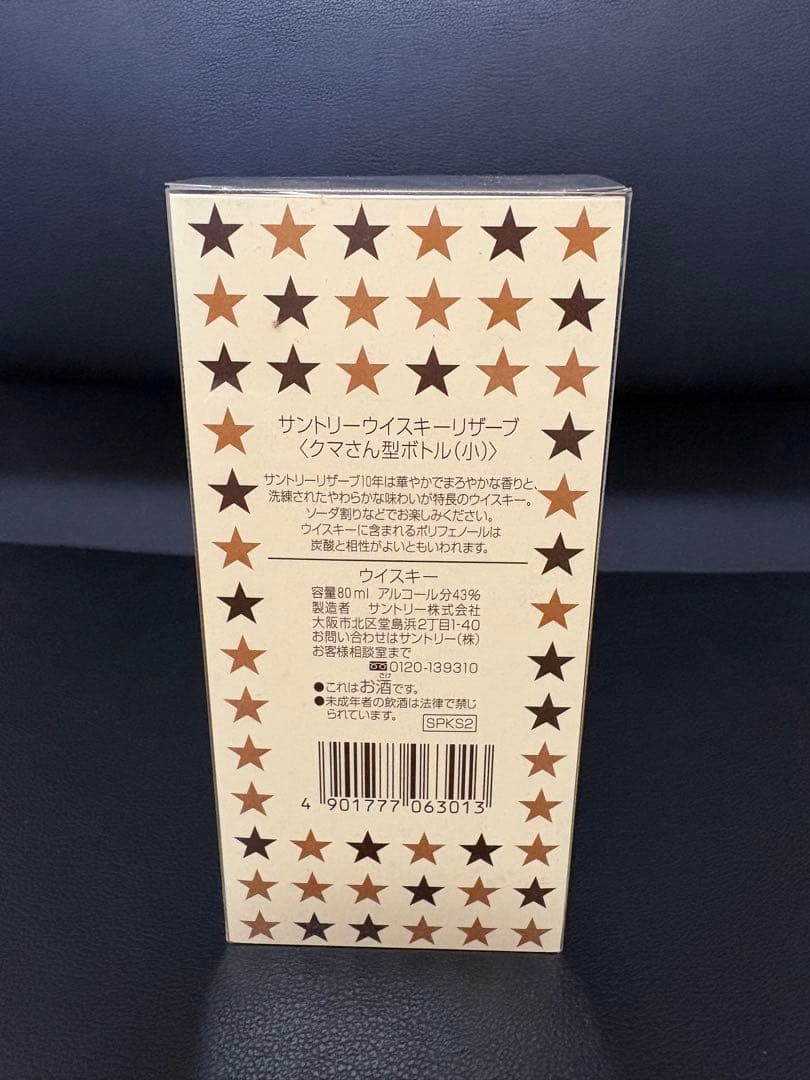 サントリーウイスキーリザーブ
〈クマさん型ボトル(小)〉
サントリーリザーブ10年は華やかでまろやかな香りと、
洗練されたやわらかな味わいが特長のウイスキー。
ソーダ割りなどでお楽しみください。
ウイスキーに含まれるポリフェノールは
炭酸と相性がよいともいわれます。
ウイスキー
容量80ml アルコール分43%
製造者 サントリー株式会社
大阪市北区堂島浜2丁目1-40
お問い合わせはサントリー(株)
お客様相談室まで
0120-139310
さけ
●これはお酒です。
●未成年者の飲酒は法律で禁じ
られています。
SPKS2
4 901777 063013